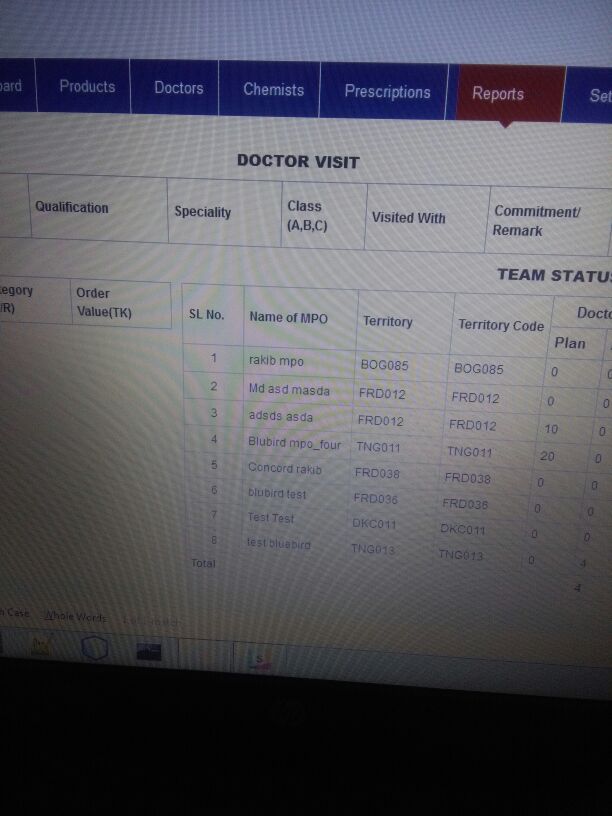 ard Products Doctors Chemists Prescriptions Reports Set
DOCTOR VISIT
Qualification Speciality Class (A,B,C) Visited With Commitment/ Remark
TEAM STATUS
egory /R) Order Value(TK)
SL No. Name of MPO Territory Territory Code Docto
Plan
1 rakib mpo BOG085 BOG085 0
2 Md asd masda FRD012 FRD012 0 0
3 adsds asda FRD012 FRD012 10 0
4 Blubird mpo_four TNG011 TNG011 20 0
5 Concord rakib FRD038 FRD038 0 0
6 blubird test FRD036 FRD036 0 0
7 Test Test DKC011 DKC011 0 0
8 test bluebird TNG013 TNG013 0 4
Total 4
h Case Whole Words
S
hp